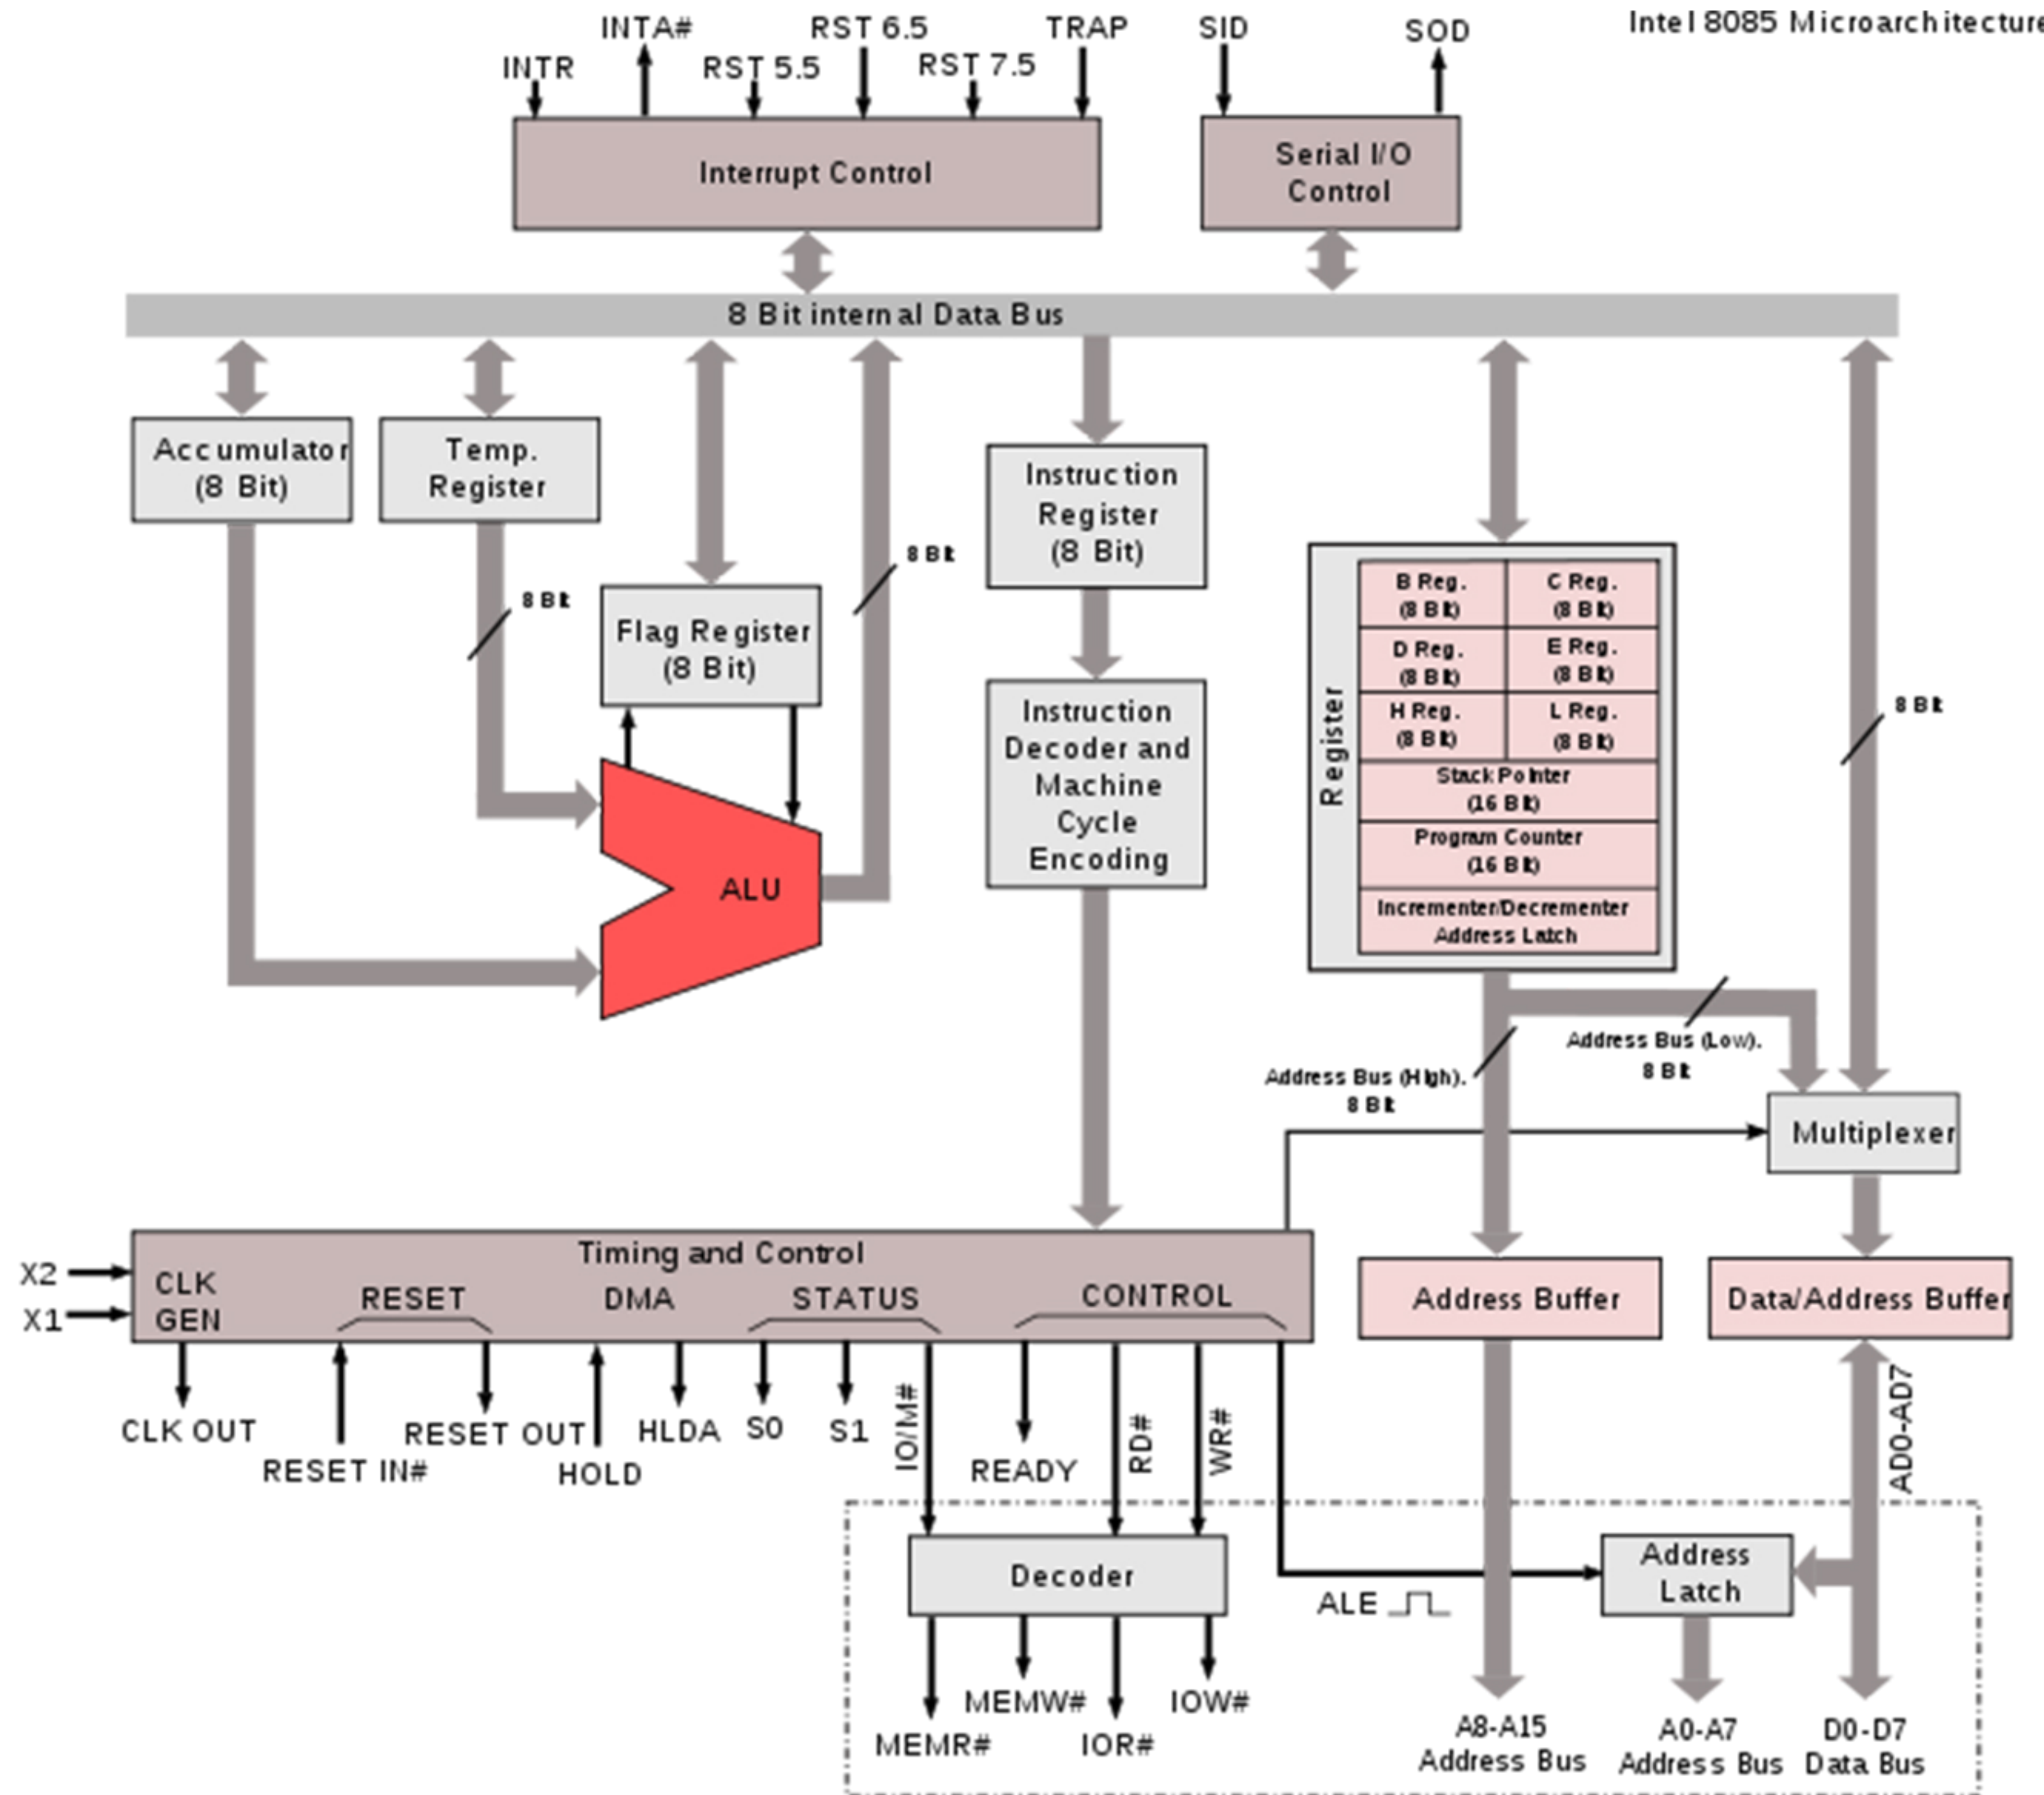 Intel 8085 Microarchitecture
INTA#
RST 6.5
TRAP
SID
SOD
INTR
RST 5.5
RST 7.5
Interrupt Control
Serial I/O
Control
8 Bit internal Data Bus
Accumulator
(8 Bit)
Temp.
Register
8 Bit
Flag Register
(8 Bit)
8 Bit
ALU
Instruction
Register
(8 Bit)
Instruction
Decoder and
Machine
Cycle
Encoding
Register
B Reg.
(8 Bit)
C Reg.
(8 Bit)
D Reg.
(8 Bit)
E Reg.
(8 Bit)
H Reg.
(8 Bit)
L Reg.
(8 Bit)
Stack Pointer
(16 Bit)
Program Counter
(16 Bit)
Incrementer/Decrementer
Address Latch
8 Bit
Address Bus (Low).
8 Bit
Address Bus (High).
8 Bit
Multiplexer
Timing and Control
X2
X1
CLK
GEN
RESET
DMA
STATUS
CONTROL
Address Buffer
Data/Address Buffer
CLK OUT
RESET IN#
RESET OUT
HOLD
HLDA
S0
S1
IO/M#
READY
RD#
WR#
AD0-AD7
Decoder
Address
Latch
ALE
MEMR#
MEMW#
IOR#
IOW#
A8-A15
Address Bus
A0-A7
Address Bus
D0-D7
Data Bus